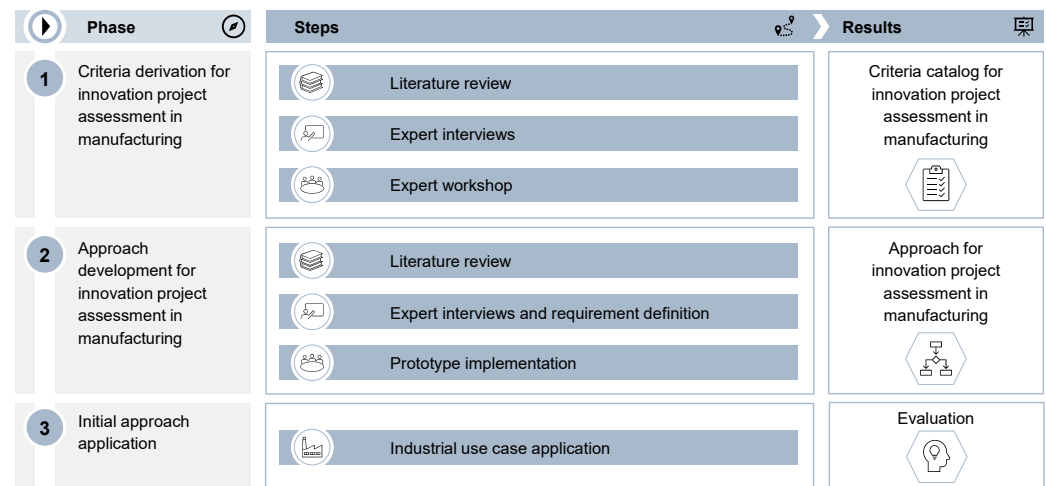 Phase
Steps
Results
1
Criteria derivation for
innovation project
assessment in
manufacturing
Literature review
Expert interviews
Expert workshop
Criteria catalog for
innovation project
assessment in
manufacturing
2
Approach
development for
innovation project
assessment in
manufacturing
Literature review
Expert interviews and requirement definition
Prototype implementation
Approach for
innovation project
assessment in
manufacturing
3
Initial approach
application
Industrial use case application
Evaluation